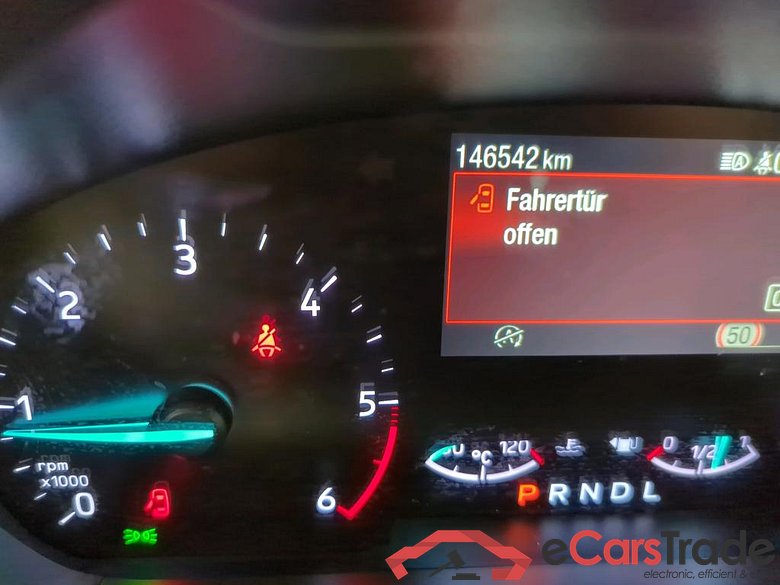 146542 km
Fahrertür
offen
50
3
2
4
1
5
rpm
x1000
0
6
°C 120
0 1/2 1
P R N D L
eCarsTrade
electronic, efficient &